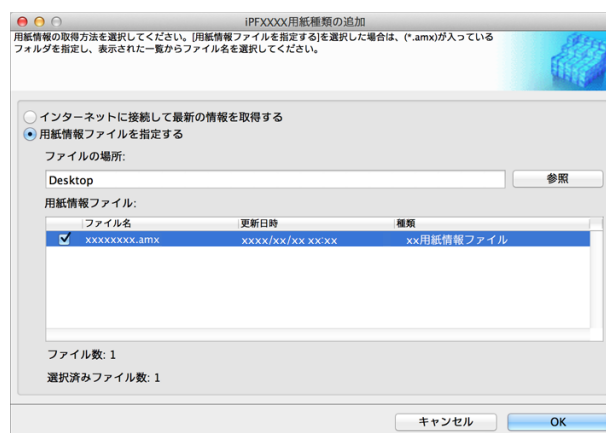 iPFXXXX用紙種類の追加
用紙情報の取得方法を選択してください。[用紙情報ファイルを指定する]を選択した場合は、(*.amx)が入っている
フォルダを指定し、表示された一覧からファイル名を選択してください。
インターネットに接続して最新の情報を取得する
用紙情報ファイルを指定する
ファイルの場所:
Desktop
参照
用紙情報ファイル:
ファイル名 更新日時 種類
xxxxxxxx.amx xxxx/xx/xx xx:xx xx用紙情報ファイル
ファイル数: 1
選択済みファイル数: 1
キャンセル OK